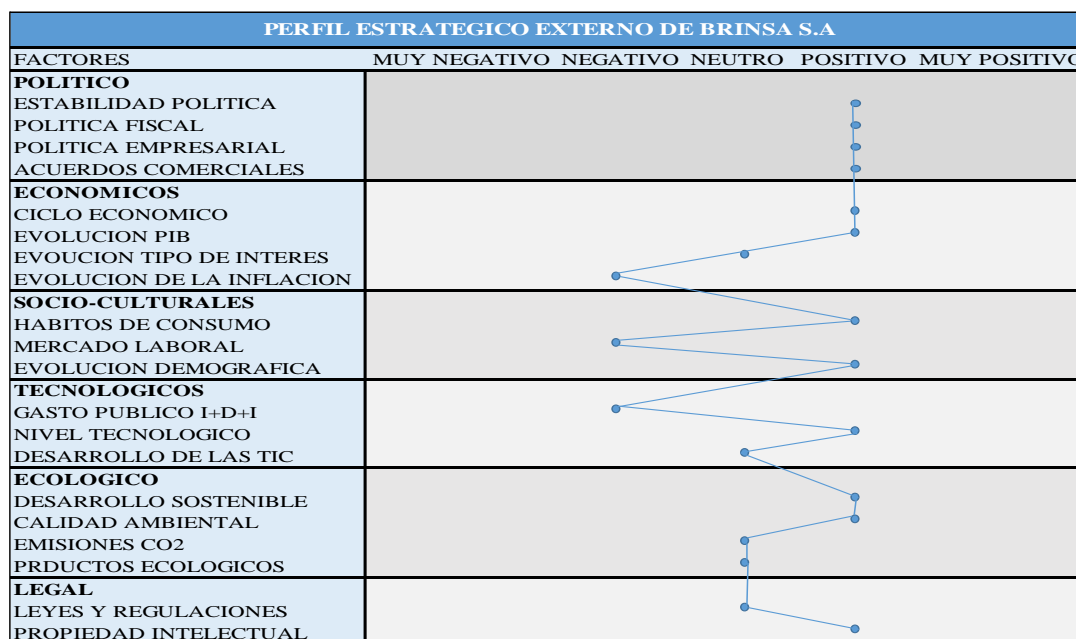 PERFIL ESTRATEGICO EXTERNO DE BRINSA S.A
FACTORES MUY NEGATIVO NEGATIVO NEUTRO POSITIVO MUY POSITIVO
POLITICO
ESTABILIDAD POLITICA
POLITICA FISCAL
POLITICA EMPRESARIAL
ACUERDOS COMERCIALES
ECONOMICOS
CICLO ECONOMICO
EVOLUCION PIB
EVOUCION TIPO DE INTERES
EVOLUCION DE LA INFLACION
SOCIO-CULTURALES
HABITOS DE CONSUMO
MERCADO LABORAL
EVOLUCION DEMOGRAFICA
TECNOLOGICOS
GASTO PUBLICO I+D+I
NIVEL TECNOLOGICO
DESARROLLO DE LAS TIC
ECOLOGICO
DESARROLLO SOSTENIBLE
CALIDAD AMBIENTAL
EMISIONES CO2
PRDUCTOS ECOLOGICOS
LEGAL
LEYES Y REGULACIONES
PROPIEDAD INTELECTUAL